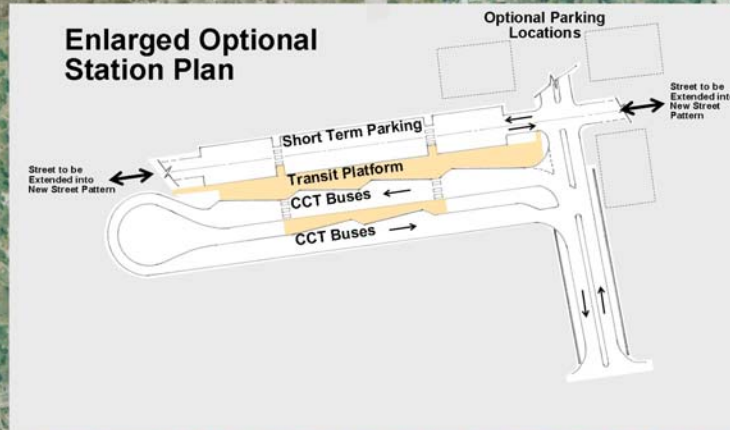 Enlarged Optional
Station Plan
Optional Parking
Locations
Street to be
Extended into
New Street
Pattern
Short Term Parking
Street to be
Extended into
New Street Pattern
Transit Platform
CCT Buses
CCT Buses